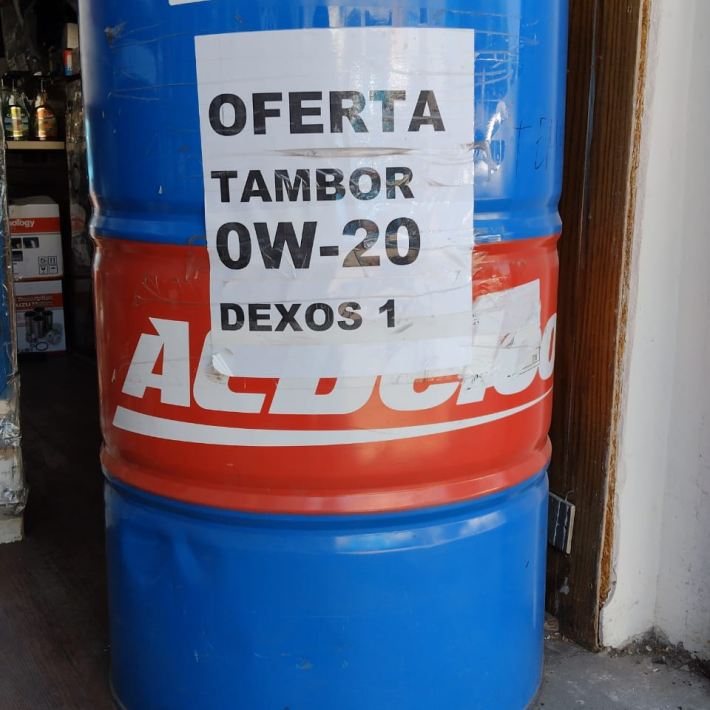 OFERTA
TAMBOR
0W-20
DEXOS 1
ACDelco